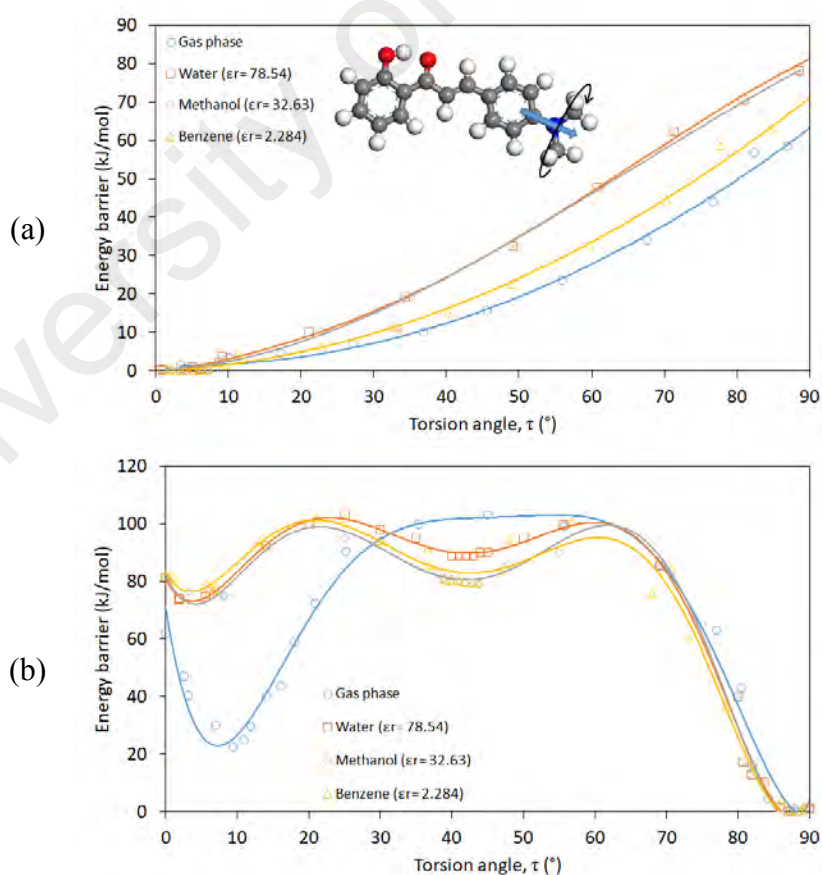 (a)
Energy barrier (kJ/mol)
90
80
70
60
50
40
30
20
10
0
Gas phase
Water (εr= 78.54)
Methanol (εr= 32.63)
Benzene (εr= 2.284)
0 10 20 30 40 50 60 70 80 90
Torsion angle, τ (°)
(b)
Energy barrier (kJ/mol)
120
100
80
60
40
20
0
Gas phase
Water (εr= 78.54)
Methanol (εr= 32.63)
Benzene (εr= 2.284)
0 10 20 30 40 50 60 70 80 90
Torsion angle, τ (°)